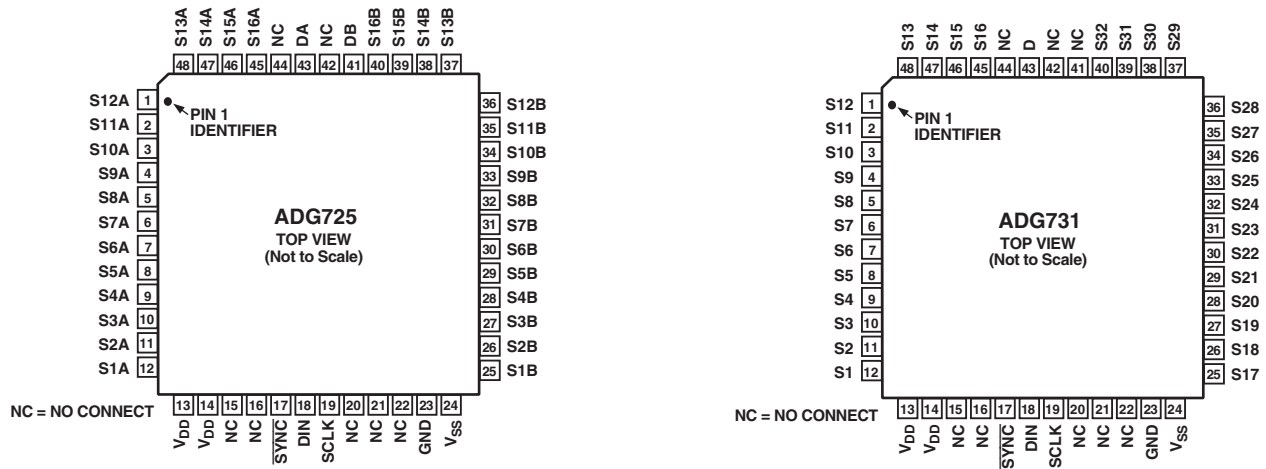 S13A S14A S15A S16A NC DA NC DB S16B S15B S14B S13B
48 47 46 45 44 43 42 41 40 39 38 37
S12A 1
S11A 2
S10A 3
S9A 4
S8A 5
S7A 6
S6A 7
S5A 8
S4A 9
S3A 10
S2A 11
S1A 12
PIN 1
IDENTIFIER
ADG725
TOP VIEW
(Not to Scale)
36 S12B
35 S11B
34 S10B
33 S9B
32 S8B
31 S7B
30 S6B
29 S5B
28 S4B
27 S3B
26 S2B
25 S1B
NC = NO CONNECT
13 14 15 16 17 18 19 20 21 22 23 24
VDD VDD NC NC SYNC DIN SCLK NC NC NC GND VSS
S13 S14 S15 S16 NC D NC NC S32 S31 S30 S29
48 47 46 45 44 43 42 41 40 39 38 37
S12 1
S11 2
S10 3
S9 4
S8 5
S7 6
S6 7
S5 8
S4 9
S3 10
S2 11
S1 12
PIN 1
IDENTIFIER
ADG731
TOP VIEW
(Not to Scale)
36 S28
35 S27
34 S26
33 S25
32 S24
31 S23
30 S22
29 S21
28 S20
27 S19
26 S18
25 S17
NC = NO CONNECT
13 14 15 16 17 18 19 20 21 22 23 24
VDD VDD NC NC SYNC DIN SCLK NC NC NC GND VSS